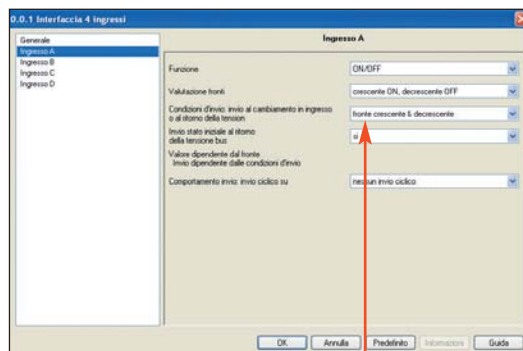 0.0.1 Interfaccia 4 ingressi
Generale
Ingresso A
Ingresso B
Ingresso C
Ingresso D
Ingresso A
Funzione
ON/OFF
Valutazione fronti
crescente ON, decrescente OFF
Condizioni d'invio: invio al cambiamento in ingresso
o al ritorno della tension
fronte crescente & decrescente
Invio stato iniziale al ritorno
della tensione bus
si
Valore dipendente dal fronte
Invio dipendente dalle condizioni d'invio
Comportamento invio: invio ciclico su
nessun invio ciclico
OK
Annulla
Predefinito
Informazioni
Guida